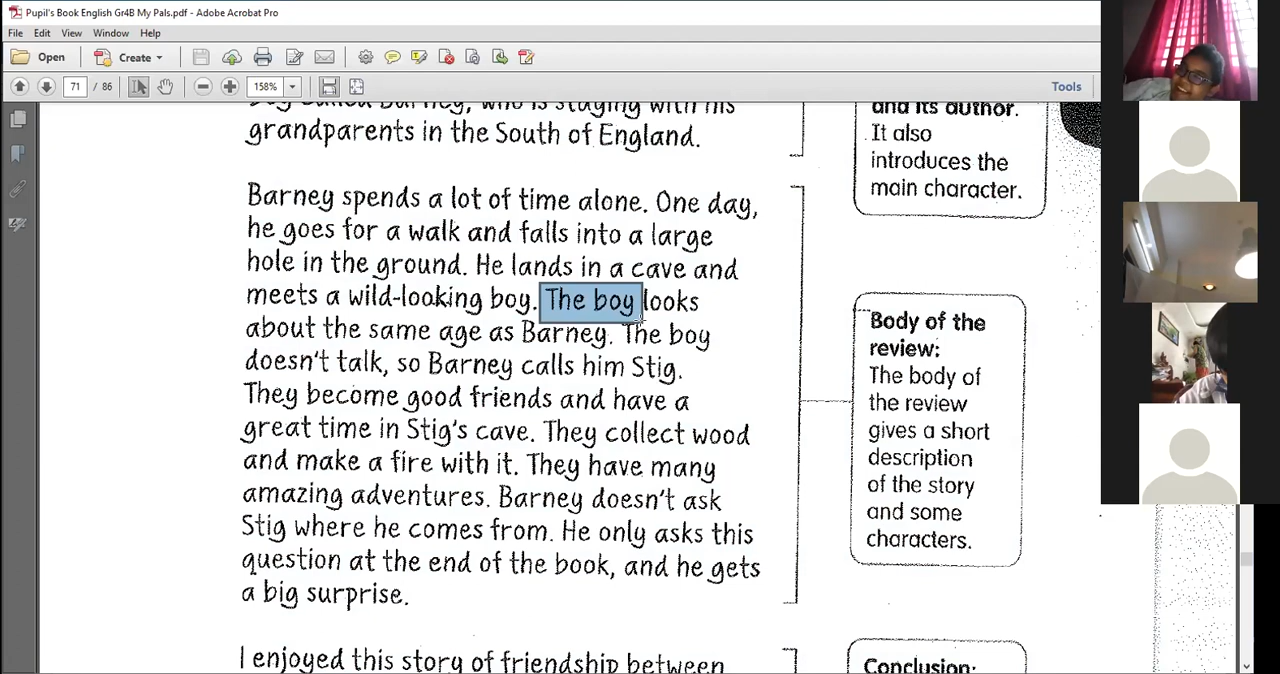 Pupil's Book English Gr4B My Pals.pdf - Adobe Acrobat Pro
File Edit View Window Help
Open Create
71 / 86 158% Tools
boy called Barney, who is staying with his
grandparents in the South of England.
and its author.
It also
introduces the
main character.
Barney spends a lot of time alone. One day,
he goes for a walk and falls into a large
hole in the ground. He lands in a cave and
meets a wild-looking boy. The boy looks
about the same age as Barney. The boy
doesn't talk, so Barney calls him Stig.
They become good friends and have a
great time in Stig's cave. They collect wood
and make a fire with it. They have many
amazing adventures. Barney doesn't ask
Stig where he comes from. He only asks this
question at the end of the book, and he gets
a big surprise.
Body of the
review:
The body of
the review
gives a short
description
of the story
and some
characters.
I enjoyed this story of friendship between
Conclusion: